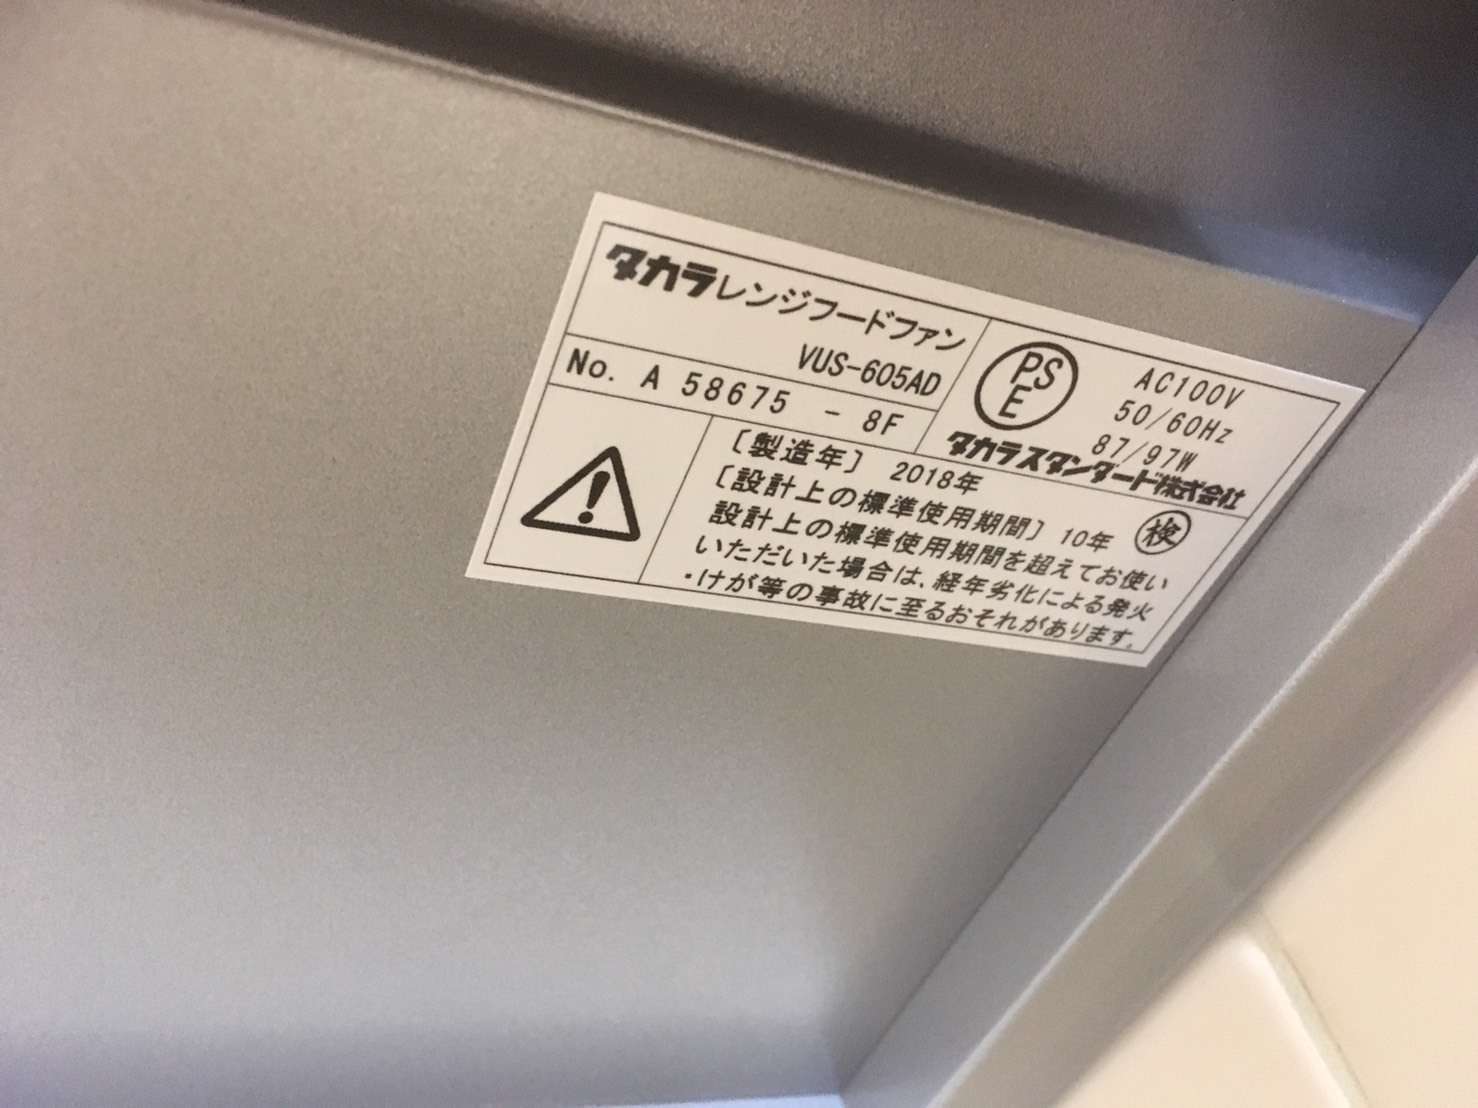 タカラレンジフードファン
VUS-605AD
No. A 58675 - 8F
PSE
AC100V
50/60Hz
87/97W
タカラスタンダード株式会社
〔製造年〕 2018年
〔設計上の標準使用期間〕 10年 検
設計上の標準使用期間を超えてお使い
いただいた場合は、経年劣化による発火
・けが等の事故に至るおそれがあります。